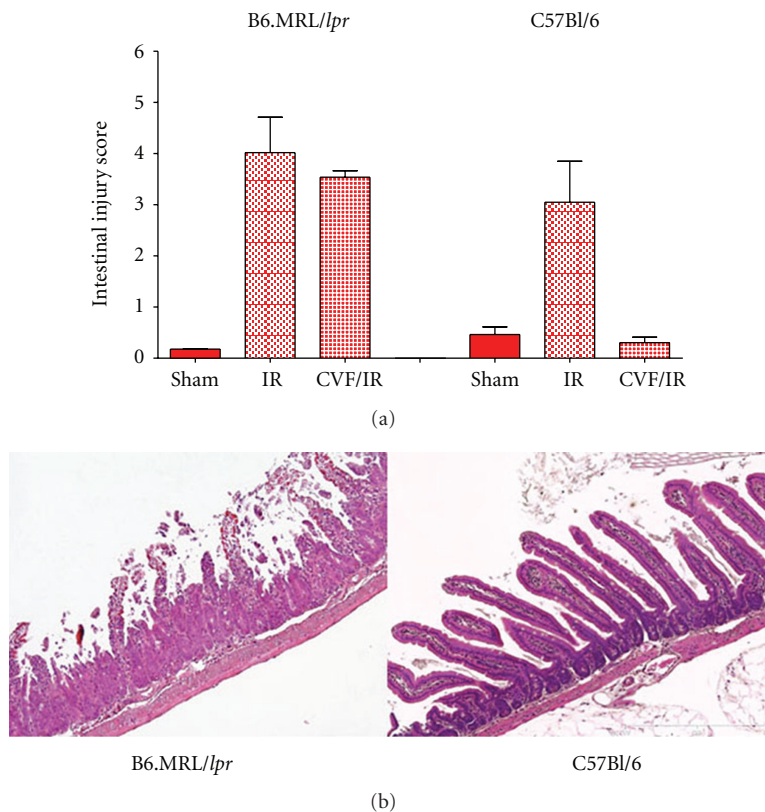 B6.MRL/lpr C57Bl/6
Intestinal injury score
6
5
4
3
2
1
0
Sham IR CVF/IR Sham IR CVF/IR
(a)
B6.MRL/lpr C57Bl/6
(b)